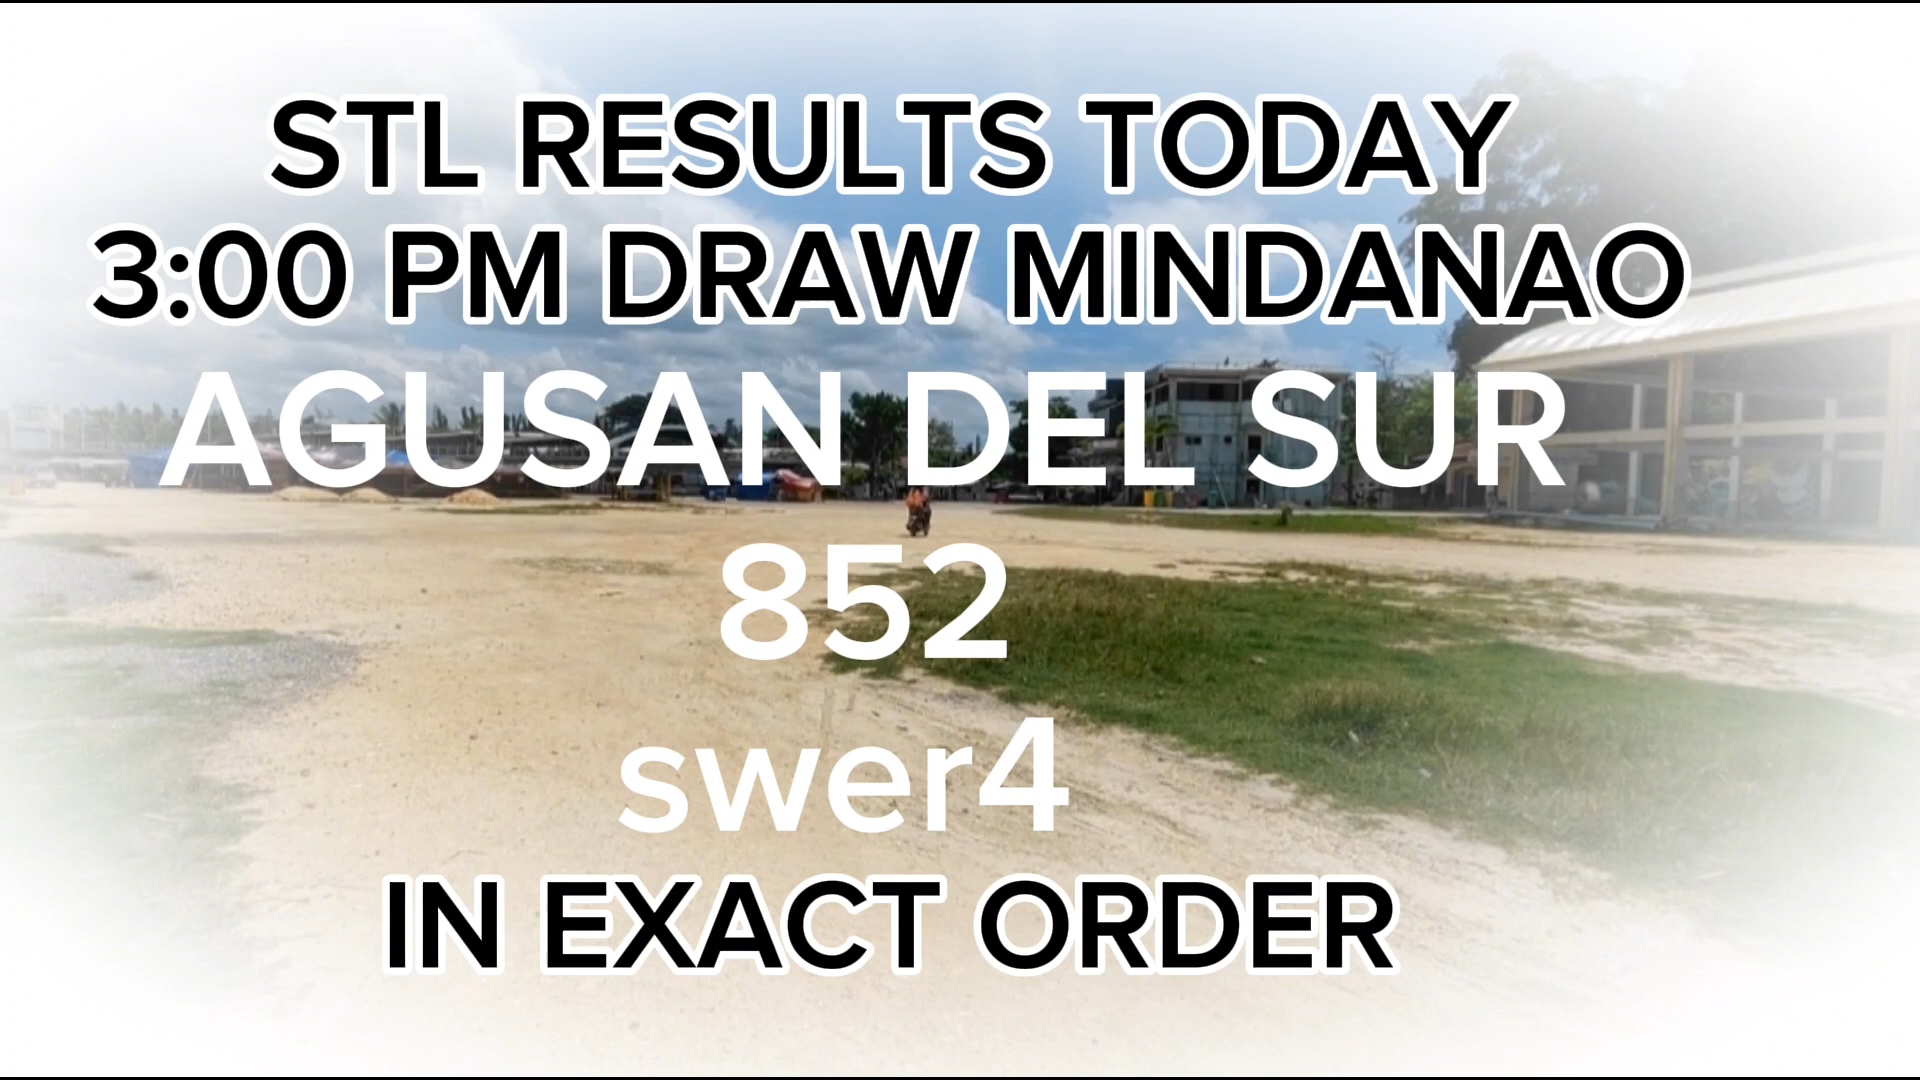 STL RESULTS TODAY
3:00 PM DRAW MINDANAO
AGUSAN DEL SUR
852
swer4
IN EXACT ORDER